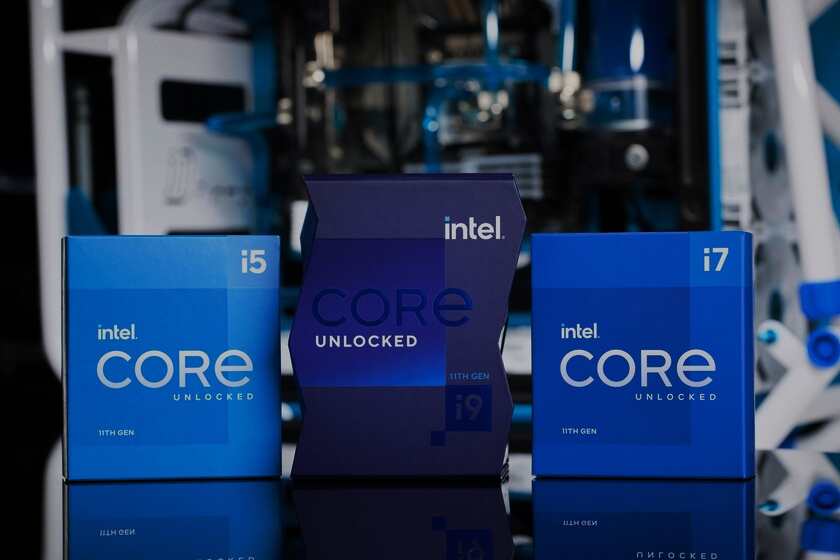 i5
intel.
CORE
UNLOCKED
11TH GEN
intel.
CORE
UNLOCKED
11TH GEN
i9
i7
intel.
CORE
UNLOCKED
11TH GEN